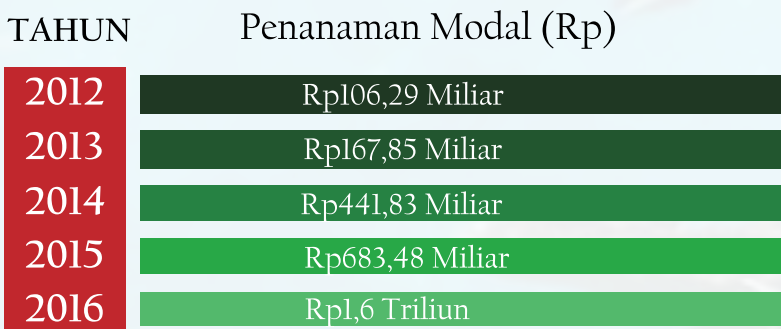 TAHUN Penanaman Modal (Rp)
2012 Rp106,29 Miliar
2013 Rp167,85 Miliar
2014 Rp441,83 Miliar
2015 Rp683,48 Miliar
2016 Rp1,6 Triliun